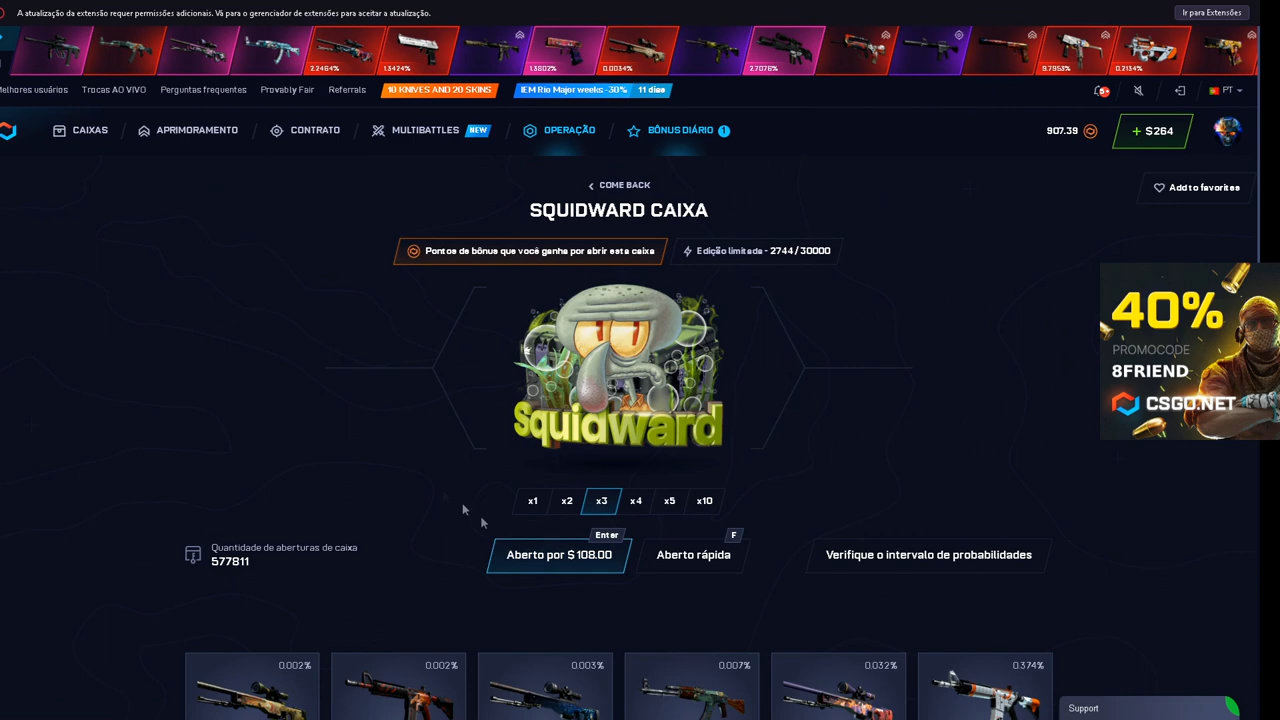 A atualização da extensão requer permissões adicionais. Vá para o gerenciador de extensões para aceitar a atualização.
Ir para Extensões
2.2464%
1.3424%
1.3802%
0.0034%
2.7076%
9.7953%
0.2134%
elhores usuários
Trocas AO VIVO
Perguntas frequentes
Provably Fair
Referrals
10 KNIVES AND 20 SKINS
IEM Rio Major weeks -30%
11 dias
5+
PT
CAIXAS
APRIMORAMENTO
CONTRATO
MULTIBATTLES
NEW
OPERAÇÃO
BÔNUS DIÁRIO
1
907.39
+ $264
COME BACK
Add to favorites
SQUIDWARD CAIXA
Pontos de bônus que você ganha por abrir esta caixa
Edição limitada - 2744 / 30000
squidward
40%
PROMOCODE
8FRIEND
CSGO.NET
x1
x2
x3
x4
x5
x10
Enter
F
Quantidade de aberturas de caixa
577811
Aberto por $ 108.00
Aberto rápida
Verifique o intervalo de probabilidades
0.002%
0.002%
0.003%
0.007%
0.032%
0.374%
Support